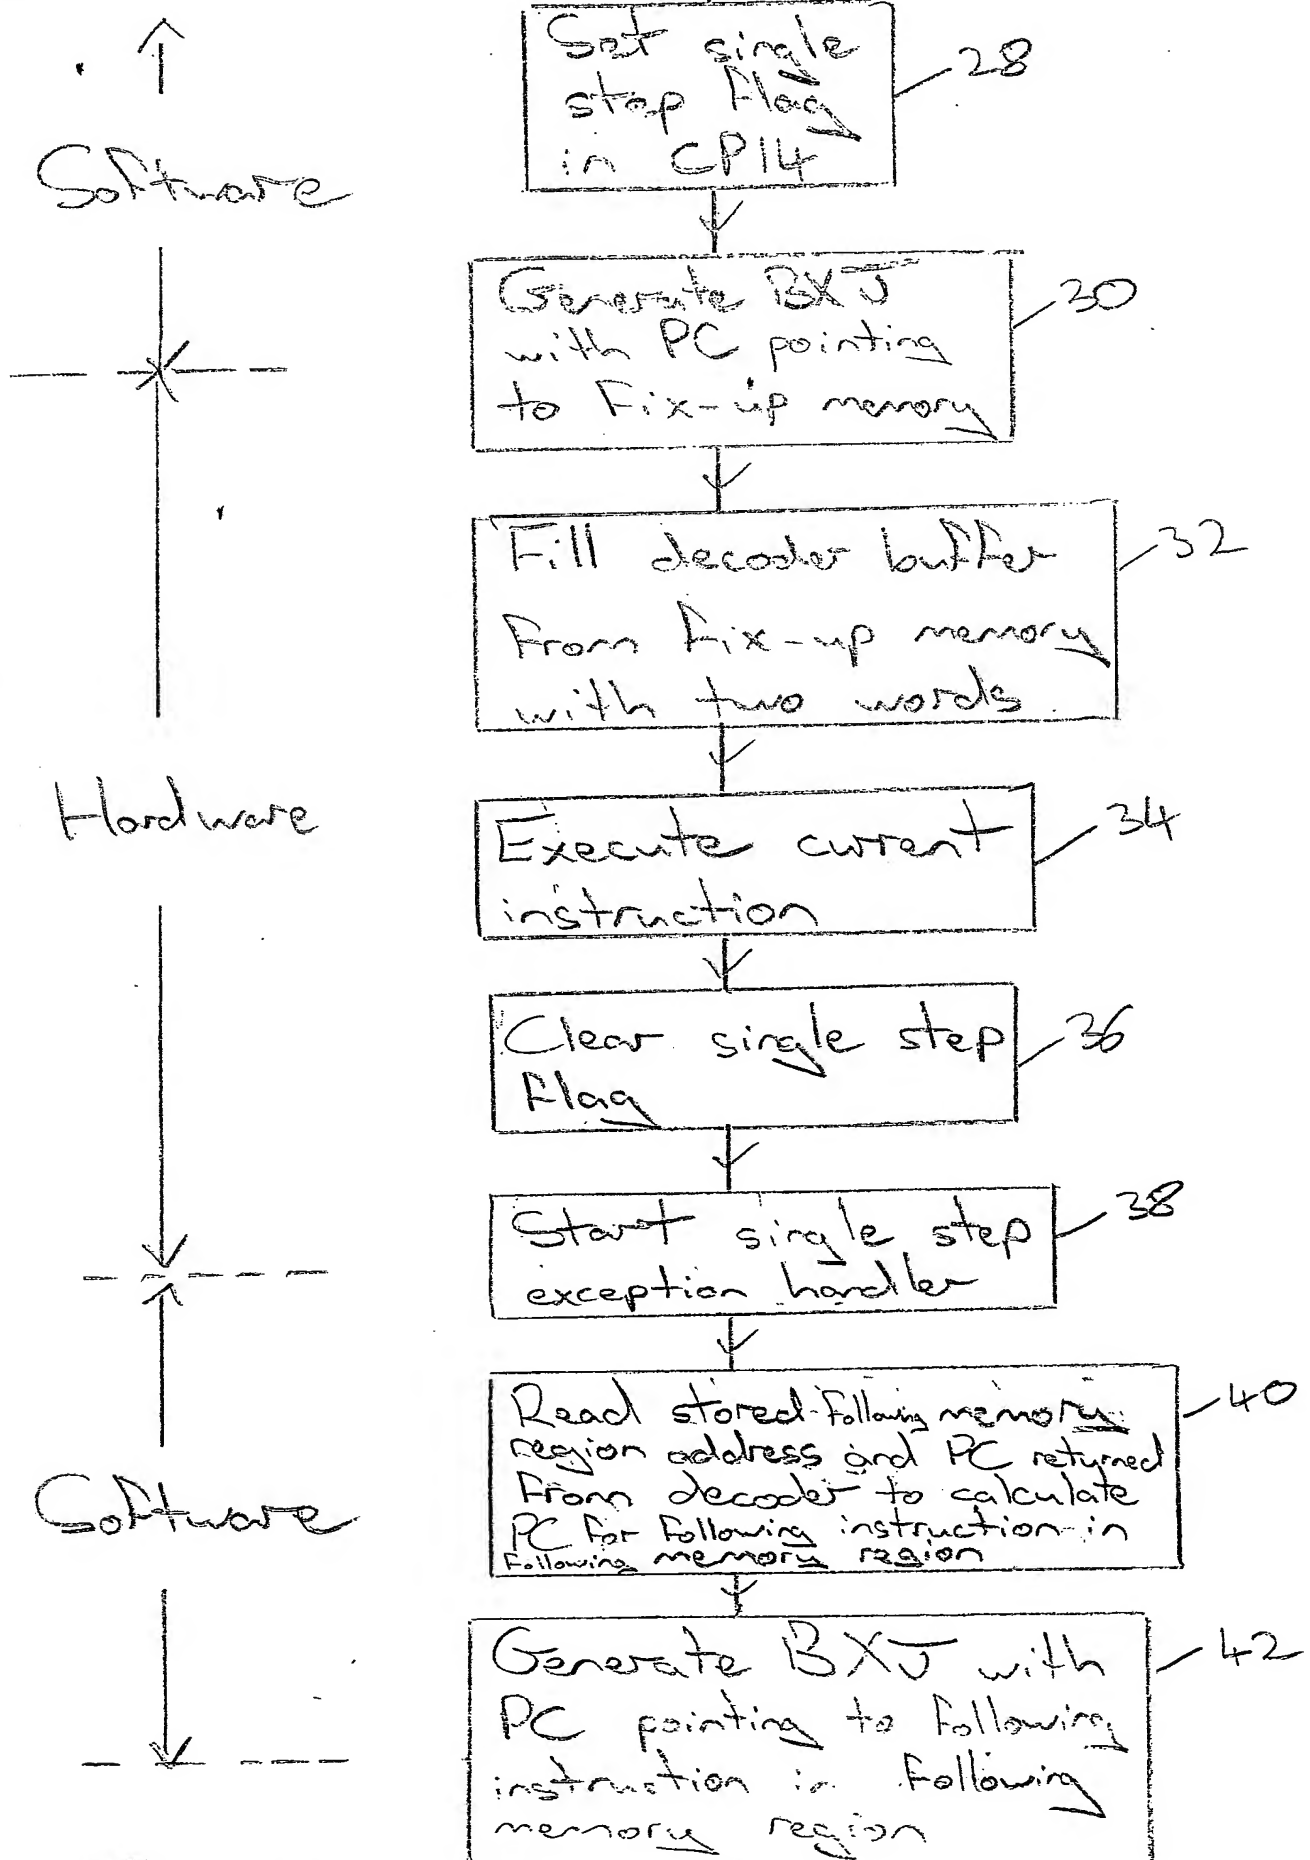 Set single
step flag
in CP14
28
Software
Generate BXJ
with PC pointing
to fix-up memory
30
Fill decoder buffer
from fix-up memory
with two words
32
Hardware
Execute current
instruction
34
Clear single step
flag
36
Start single step
exception handler
38
Read stored following memory
region address and PC returned
from decoder to calculate
PC for following instruction in
following memory region
40
Software
Generate BXJ with
PC pointing to following
instruction in following
memory region
42